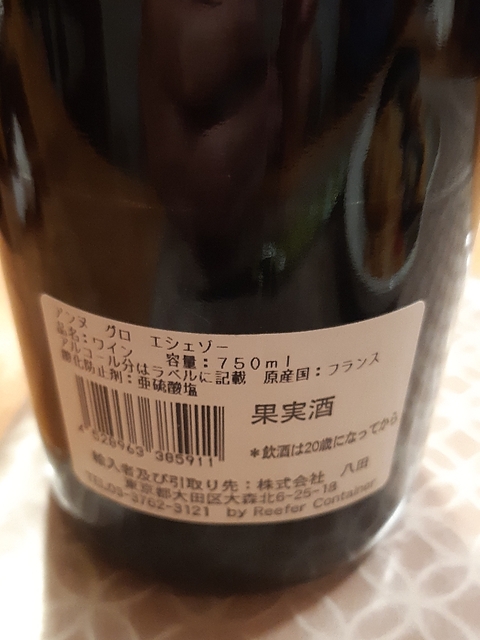 アンヌ グロ エシェゾー
品名：ワイン 容量：750ml
アルコール分はラベルに記載 原産国：フランス
酸化防止剤：亜硫酸塩
果実酒
4 520963 385911
*飲酒は20歳になってから
輸入者及び引取り先：株式会社 八田
東京都大田区大森北6-25-18
TEL03-3762-3121 by Reefer Container